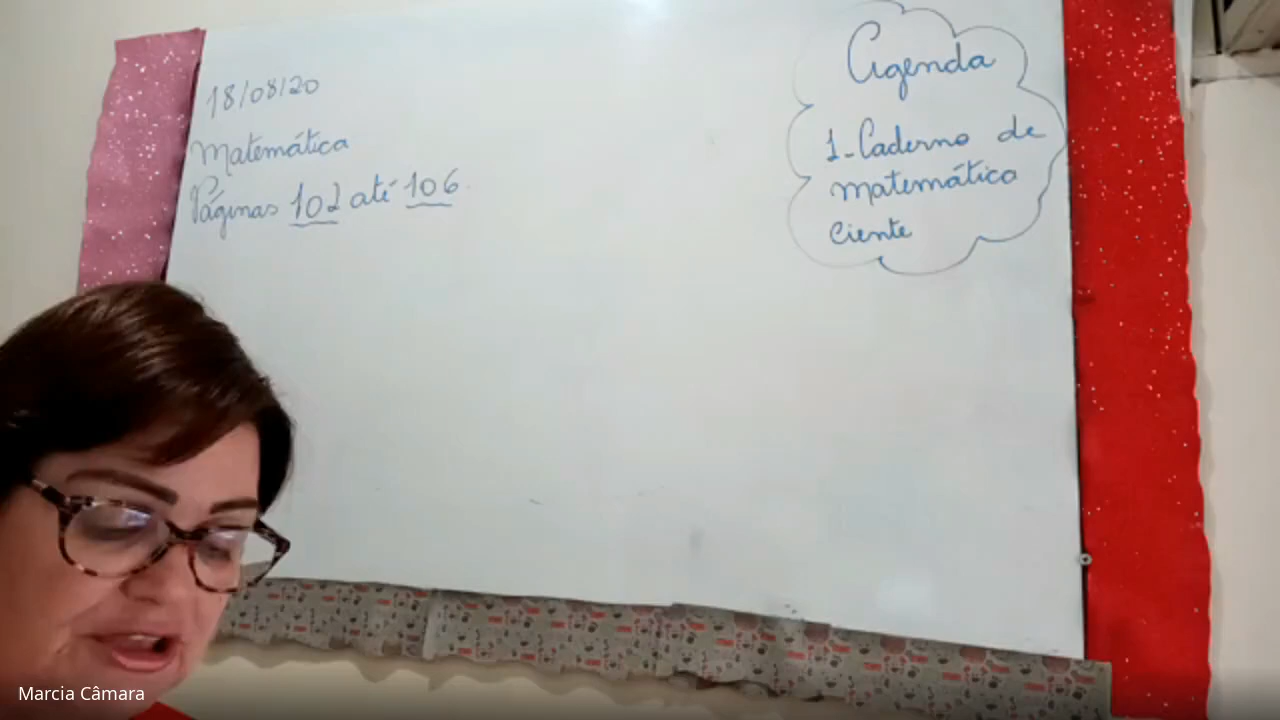 18/08/20
Matemática
Páginas 102 até 106
Agenda
1-Caderno de
matemático
Ciente
Marcia Câmara